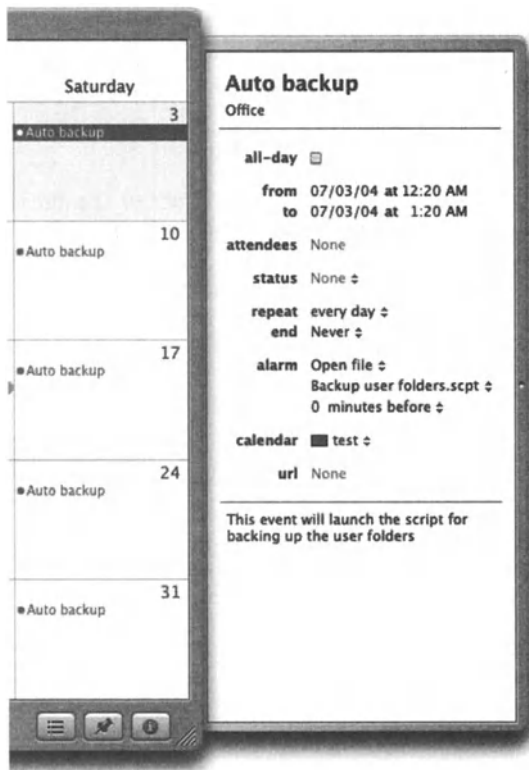 Saturday
3
Auto backup
10
Auto backup
17
Auto backup
24
Auto backup
31
Auto backup
Auto backup
Office
all-day
from 07/03/04 at 12:20 AM
to 07/03/04 at 1:20 AM
attendees None
status None
repeat every day
end Never
alarm Open file
Backup user folders.scpt
0 minutes before
calendar test
url None
This event will launch the script for
backing up the user folders